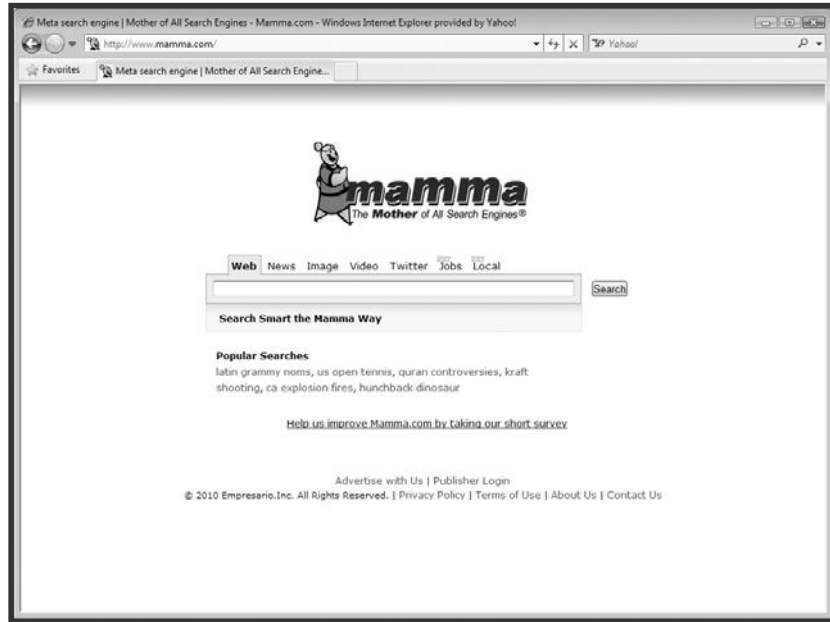 Meta search engine | Mother of All Search Engines - Mamma.com - Windows Internet Explorer provided by Yahoo!
http://www.mamma.com/
Yahoo!
Favorites
Meta search engine | Mother of All Search Engine...
mamma
The Mother of All Search Engines®
Web News Image Video Twitter Jobs Local
Search
Search Smart the Mamma Way
Popular Searches
latin grammy noms, us open tennis, quran controversies, kraft
shooting, ca explosion fires, hunchback dinosaur
Help us improve Mamma.com by taking our short survey
Advertise with Us | Publisher Login
© 2010 Empresario.Inc. All Rights Reserved. | Privacy Policy | Terms of Use | About Us | Contact Us